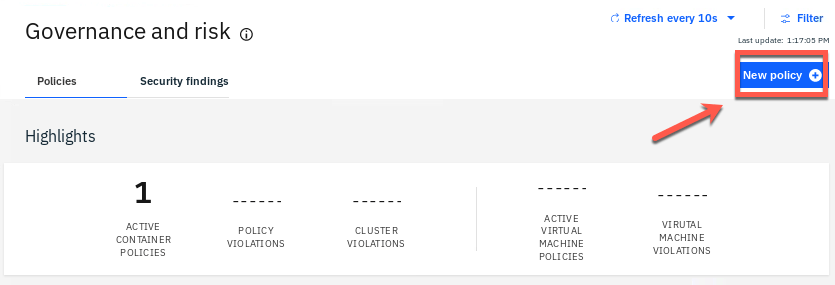 Governance and risk
Refresh every 10s
Filter
Last update: 1:17:05 PM
Policies
Security findings
New policy
Highlights
1
ACTIVE
CONTAINER
POLICIES
------
POLICY
VIOLATIONS
------
CLUSTER
VIOLATIONS
------
ACTIVE
VIRTUAL
MACHINE
POLICIES
------
VIRUTAL
MACHINE
VIOLATIONS